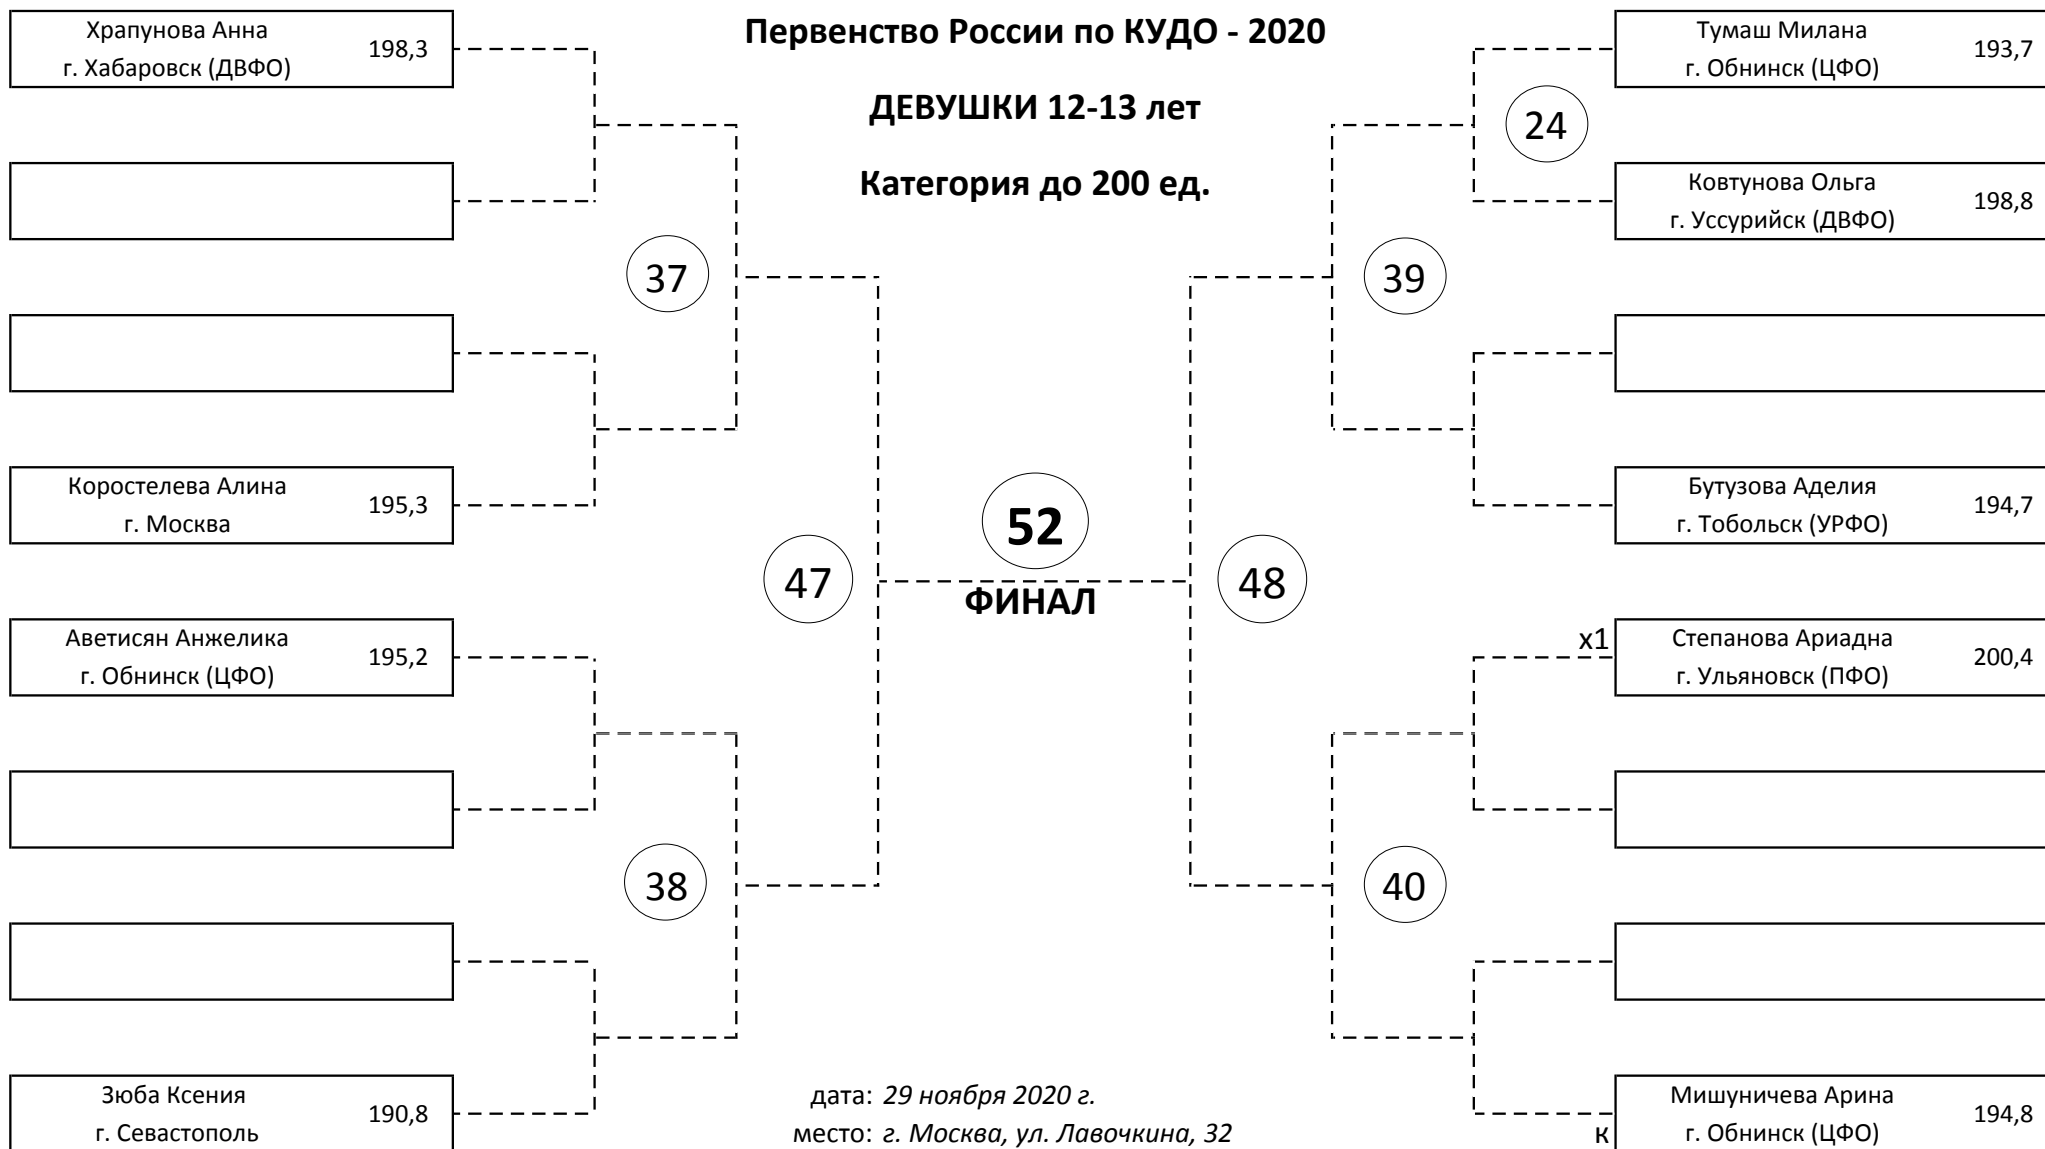 Первенство России по КУДО - 2020
ДЕВУШКИ 12-13 лет
Категория до 200 ед.
Храпунова Анна
г. Хабаровск (ДВФО)
198,3
Коростелева Алина
г. Москва
195,3
Аветисян Анжелика
г. Обнинск (ЦФО)
195,2
Зюба Ксения
г. Севастополь
190,8
37
38
47
52
ФИНАЛ
48
39
40
24
Тумаш Милана
г. Обнинск (ЦФО)
193,7
Ковтунова Ольга
г. Уссурийск (ДВФО)
198,8
Бутузова Аделия
г. Тобольск (УРФО)
194,7
х1
Степанова Ариадна
г. Ульяновск (ПФО)
200,4
к
Мишуничева Арина
г. Обнинск (ЦФО)
194,8
дата: 29 ноября 2020 г.
место: г. Москва, ул. Лавочкина, 32